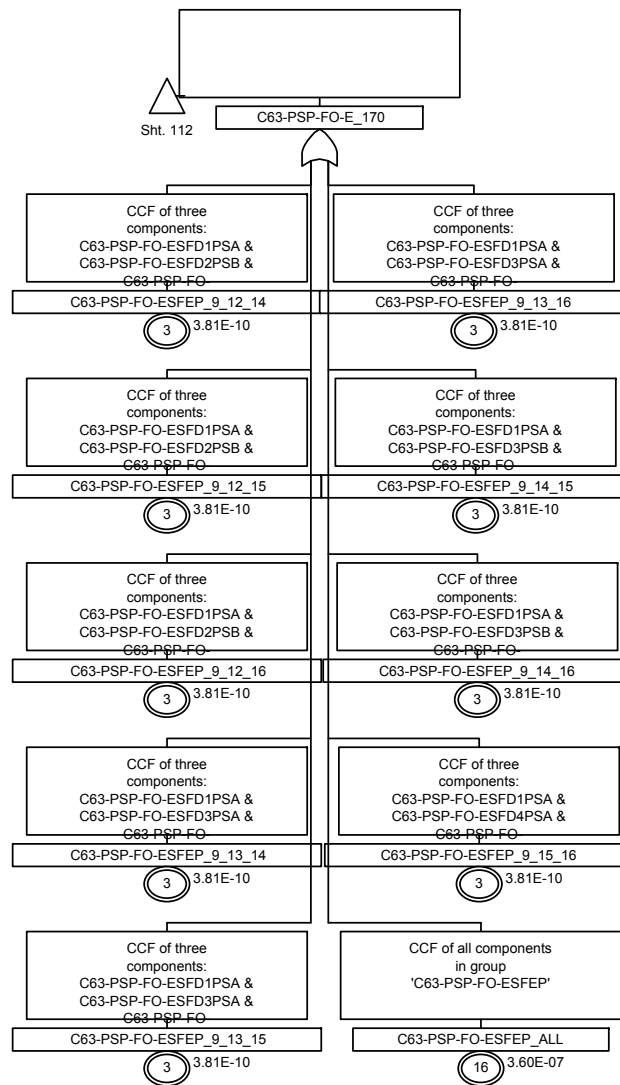 C63-PSP-FO-E_170
Sht. 112
CCF of three
components:
C63-PSP-FO-ESFD1PSA &
C63-PSP-FO-ESFD2PSB &
C63-PSP-FO-
C63-PSP-FO-ESFEP_9_12_14
3
3.81E-10
CCF of three
components:
C63-PSP-FO-ESFD1PSA &
C63-PSP-FO-ESFD3PSA &
C63-PSP-FO-
C63-PSP-FO-ESFEP_9_13_16
3
3.81E-10
CCF of three
components:
C63-PSP-FO-ESFD1PSA &
C63-PSP-FO-ESFD2PSB &
C63-PSP-FO-
C63-PSP-FO-ESFEP_9_12_15
3
3.81E-10
CCF of three
components:
C63-PSP-FO-ESFD1PSA &
C63-PSP-FO-ESFD3PSB &
C63-PSP-FO-
C63-PSP-FO-ESFEP_9_14_15
3
3.81E-10
CCF of three
components:
C63-PSP-FO-ESFD1PSA &
C63-PSP-FO-ESFD2PSB &
C63-PSP-FO-
C63-PSP-FO-ESFEP_9_12_16
3
3.81E-10
CCF of three
components:
C63-PSP-FO-ESFD1PSA &
C63-PSP-FO-ESFD3PSB &
C63-PSP-FO-
C63-PSP-FO-ESFEP_9_14_16
3
3.81E-10
CCF of three
components:
C63-PSP-FO-ESFD1PSA &
C63-PSP-FO-ESFD3PSA &
C63-PSP-FO-
C63-PSP-FO-ESFEP_9_13_14
3
3.81E-10
CCF of three
components:
C63-PSP-FO-ESFD1PSA &
C63-PSP-FO-ESFD4PSA &
C63-PSP-FO-
C63-PSP-FO-ESFEP_9_15_16
3
3.81E-10
CCF of three
components:
C63-PSP-FO-ESFD1PSA &
C63-PSP-FO-ESFD3PSA &
C63-PSP-FO-
C63-PSP-FO-ESFEP_9_13_15
3
3.81E-10
CCF of all components
in group
'C63-PSP-FO-ESFEP'
C63-PSP-FO-ESFEP_ALL
16
3.60E-07